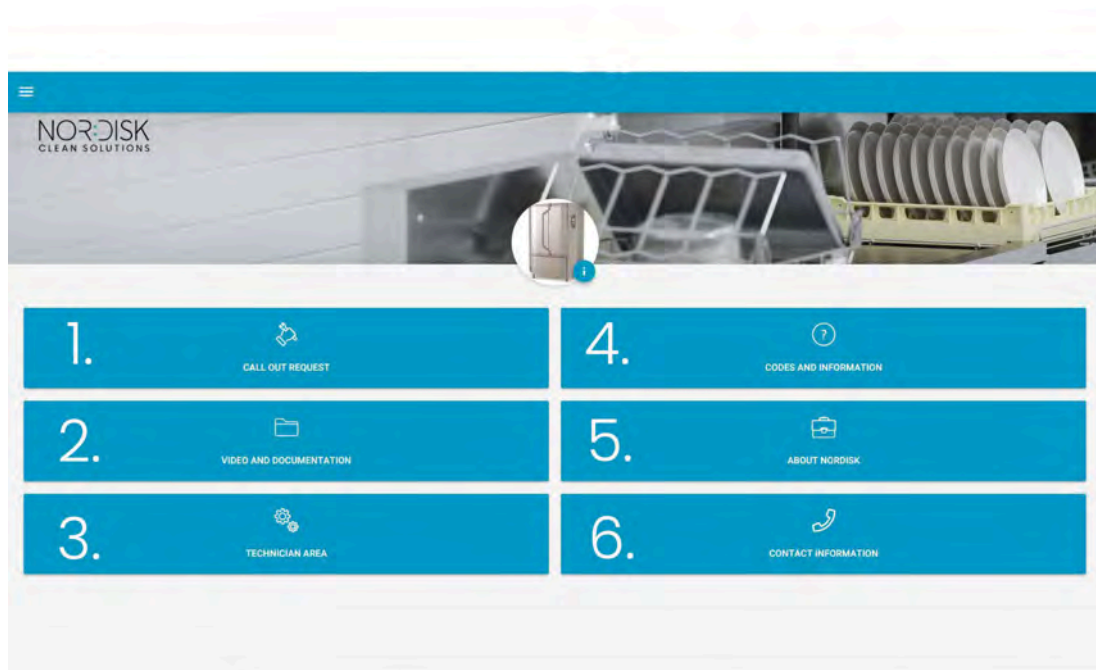 NORDISK
CLEAN SOLUTIONS
i
1.
CALL OUT REQUEST
2.
VIDEO AND DOCUMENTATION
3.
TECHNICIAN AREA
4.
?
CODES AND INFORMATION
5.
ABOUT NORDISK
6.
CONTACT INFORMATION